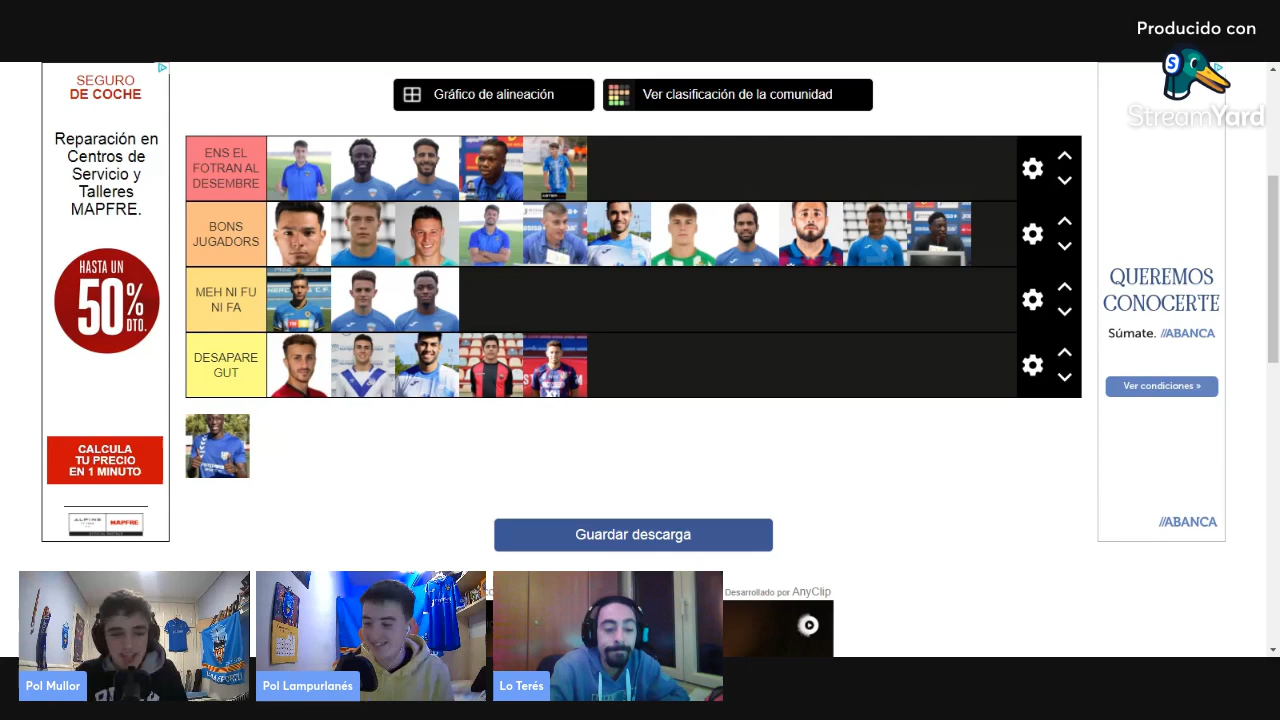 Producido con
StreamYard
SEGURO
DE COCHE
Reparación en
Centros de
Servicio y
Talleres
MAPFRE.
HASTA UN
50%
DTO.
CALCULA
TU PRECIO
EN 1 MINUTO
MAPFRE
Gráfico de alineación
Ver clasificación de la comunidad
ENS EL
FOTRAN AL
DESEMBRE
BONS
JUGADORS
MEH NI FU
NI FA
DESAPARE
GUT
Guardar descarga
QUEREMOS
CONOCERTE
Súmate. //ABANCA
Ver condiciones »
//ABANCA
Desarrollado por AnyClip
Pol Mullor
Pol Lampurlanés
Lo Terés